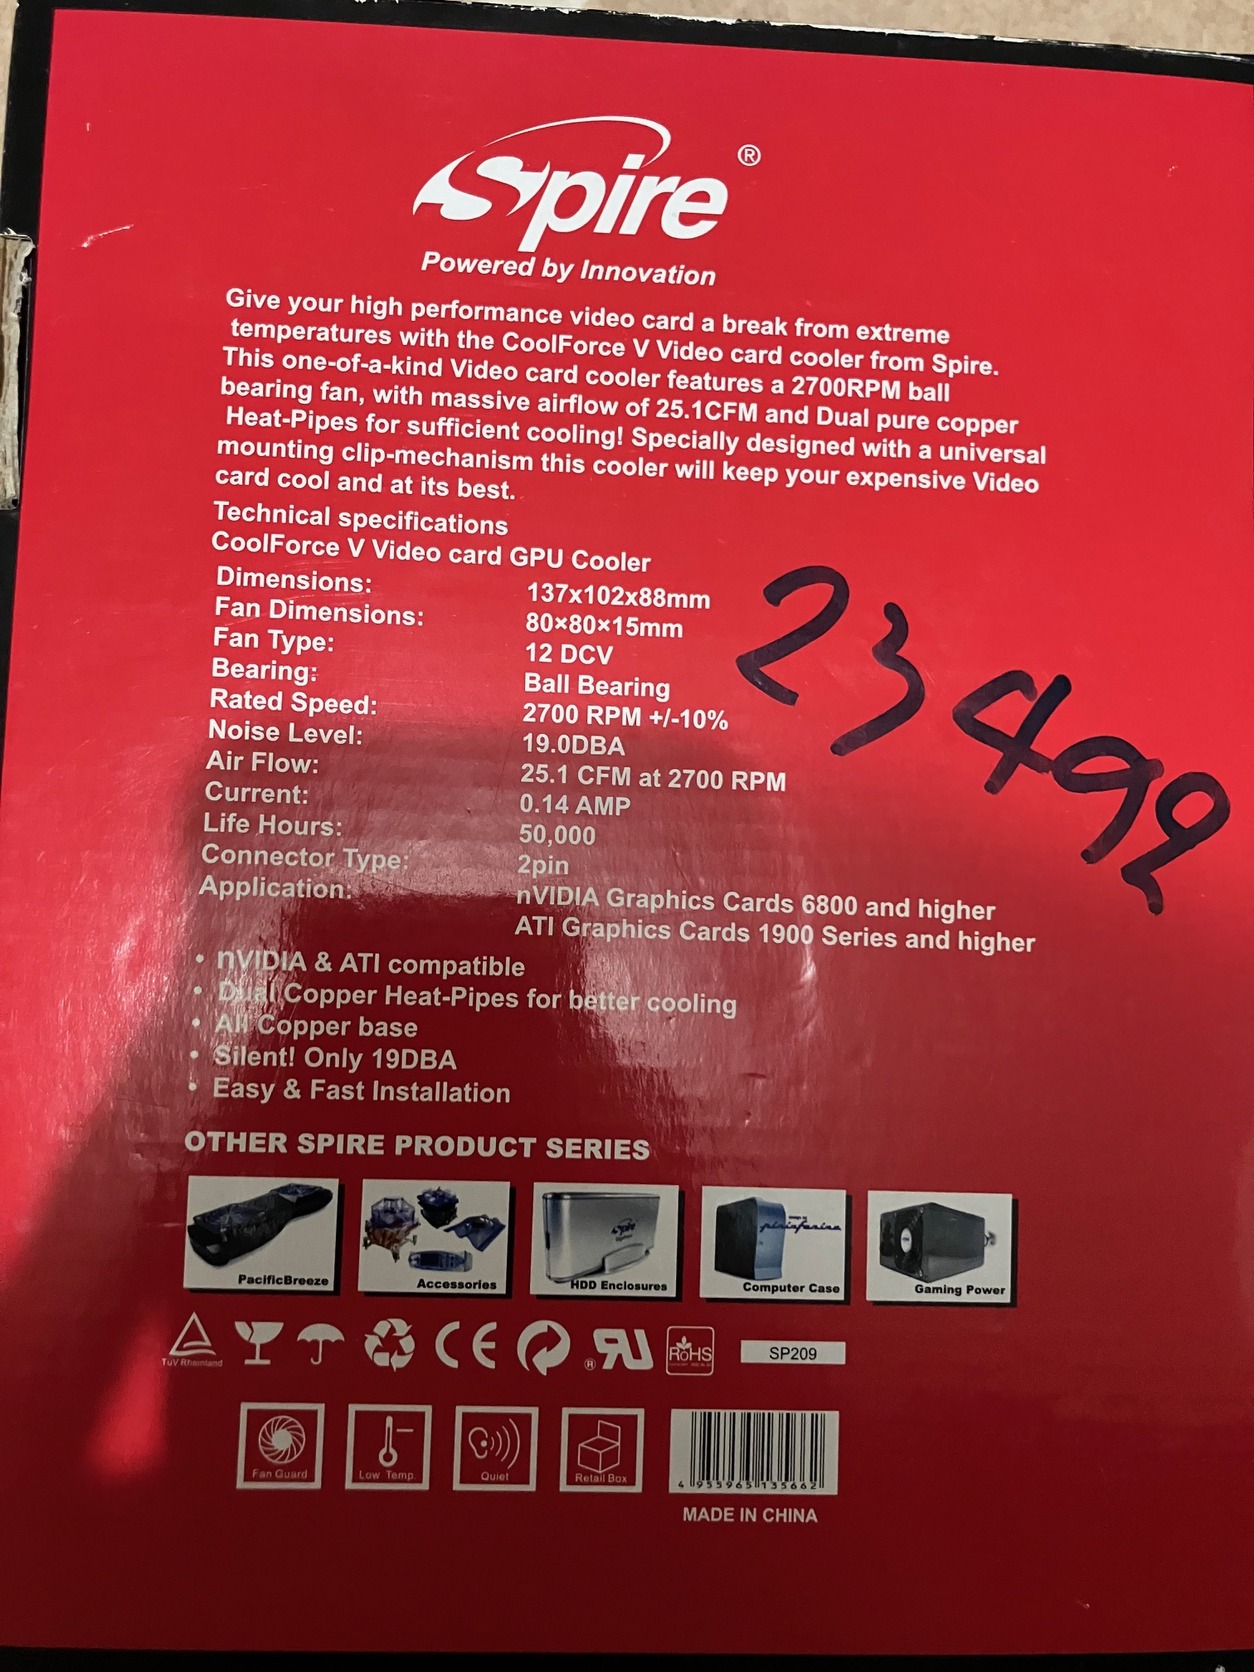 Spire®
Powered by Innovation
Give your high performance video card a break from extreme
temperatures with the CoolForce V Video card cooler from Spire.
This one-of-a-kind Video card cooler features a 2700RPM ball
bearing fan, with massive airflow of 25.1CFM and Dual pure copper
Heat-Pipes for sufficient cooling! Specially designed with a universal
mounting clip-mechanism this cooler will keep your expensive Video
card cool and at its best.
Technical specifications
CoolForce V Video card GPU Cooler
Dimensions: 137x102x88mm
Fan Dimensions: 80×80×15mm
Fan Type: 12 DCV
Bearing: Ball Bearing
Rated Speed: 2700 RPM +/-10%
Noise Level: 19.0DBA
Air Flow: 25.1 CFM at 2700 RPM
Current: 0.14 AMP
Life Hours: 50,000
Connector Type: 2pin
Application: nVIDIA Graphics Cards 6800 and higher
ATI Graphics Cards 1900 Series and higher
23492
• nVIDIA & ATI compatible
• Dual Copper Heat-Pipes for better cooling
• All Copper base
• Silent! Only 19DBA
• Easy & Fast Installation
OTHER SPIRE PRODUCT SERIES
PacificBreeze
Accessories
Spire
HDD Enclosures
pininfarina
Computer Case
Gaming Power
TüV Rheinland
CE
®
RoHS
SP209
Fan Guard
Low Temp.
Quiet
Retail Box
4 955965 135662
MADE IN CHINA